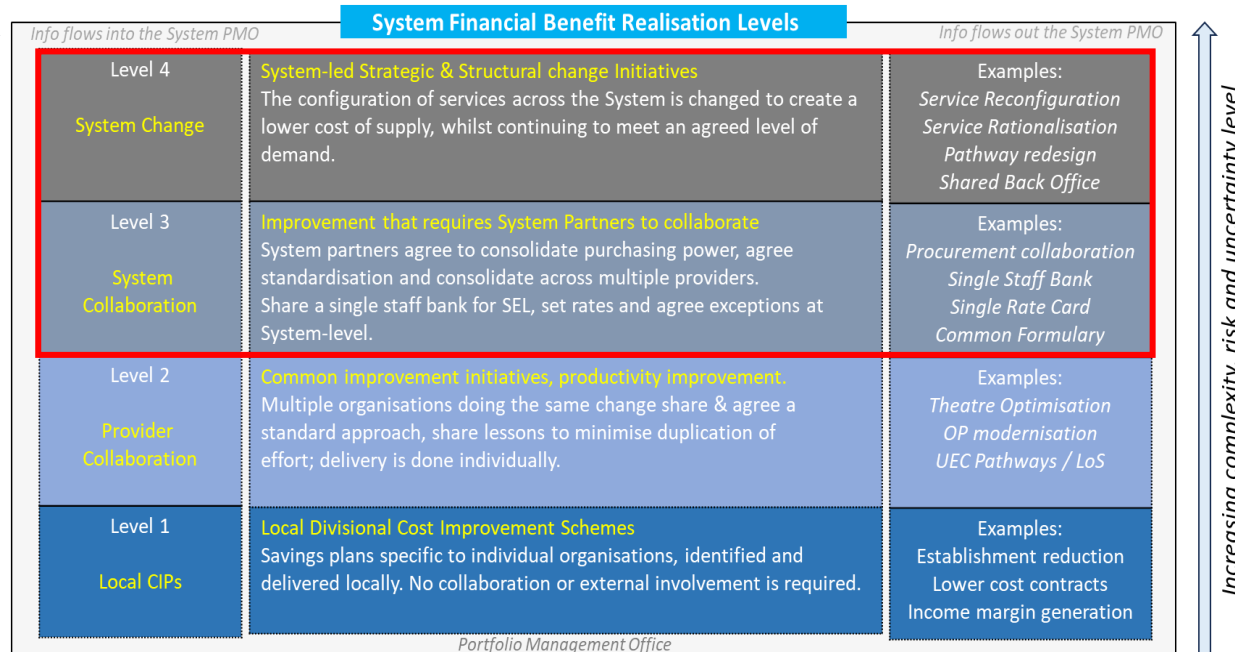 System Financial Benefit Realisation Levels
Info flows into the System PMO
Info flows out the System PMO
Level 4
System Change
System-led Strategic & Structural change Initiatives
The configuration of services across the System is changed to create a
lower cost of supply, whilst continuing to meet an agreed level of
demand.
Examples:
Service Reconfiguration
Service Rationalisation
Pathway redesign
Shared Back Office
Level 3
System
Collaboration
Improvement that requires System Partners to collaborate
System partners agree to consolidate purchasing power, agree
standardisation and consolidate across multiple providers.
Share a single staff bank for SEL, set rates and agree exceptions at
System-level.
Examples:
Procurement collaboration
Single Staff Bank
Single Rate Card
Common Formulary
Level 2
Provider
Collaboration
Common improvement initiatives, productivity improvement.
Multiple organisations doing the same change share & agree a
standard approach, share lessons to minimise duplication of
effort; delivery is done individually.
Examples:
Theatre Optimisation
OP modernisation
UEC Pathways / LoS
Level 1
Local CIPs
Local Divisional Cost Improvement Schemes
Savings plans specific to individual organisations, identified and
delivered locally. No collaboration or external involvement is required.
Examples:
Establishment reduction
Lower cost contracts
Income margin generation
Portfolio Management Office
Increasing complexity, risk and uncertainty level